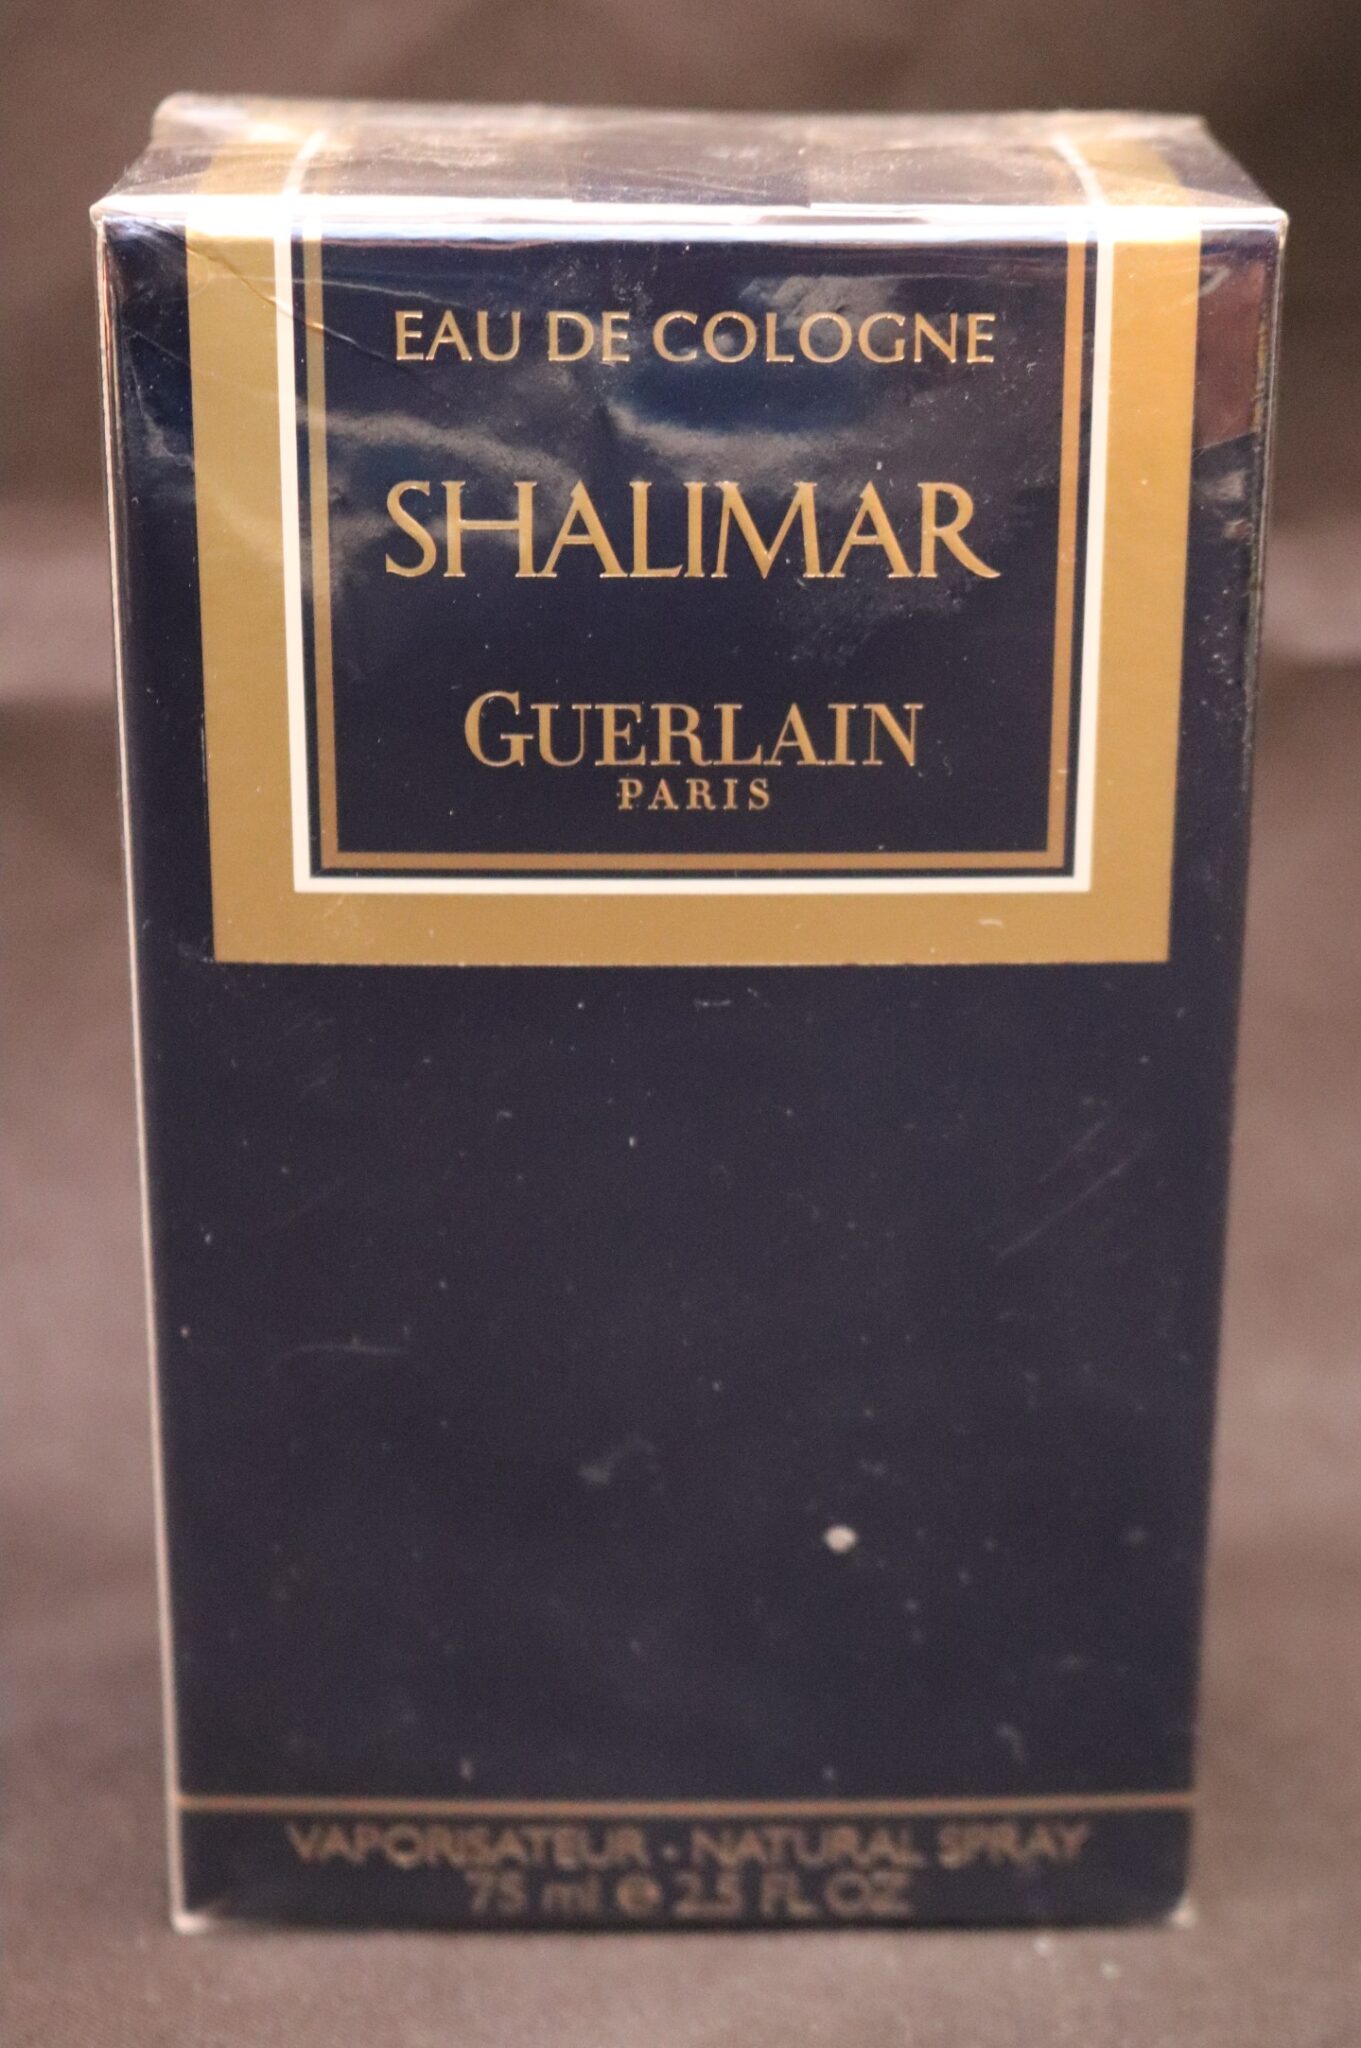 EAU DE COLOGNE
SHALIMAR
GUERLAIN
PARIS
VAPORISATEUR - NATURAL SPRAY
75 ml e 2.5 FL OZ